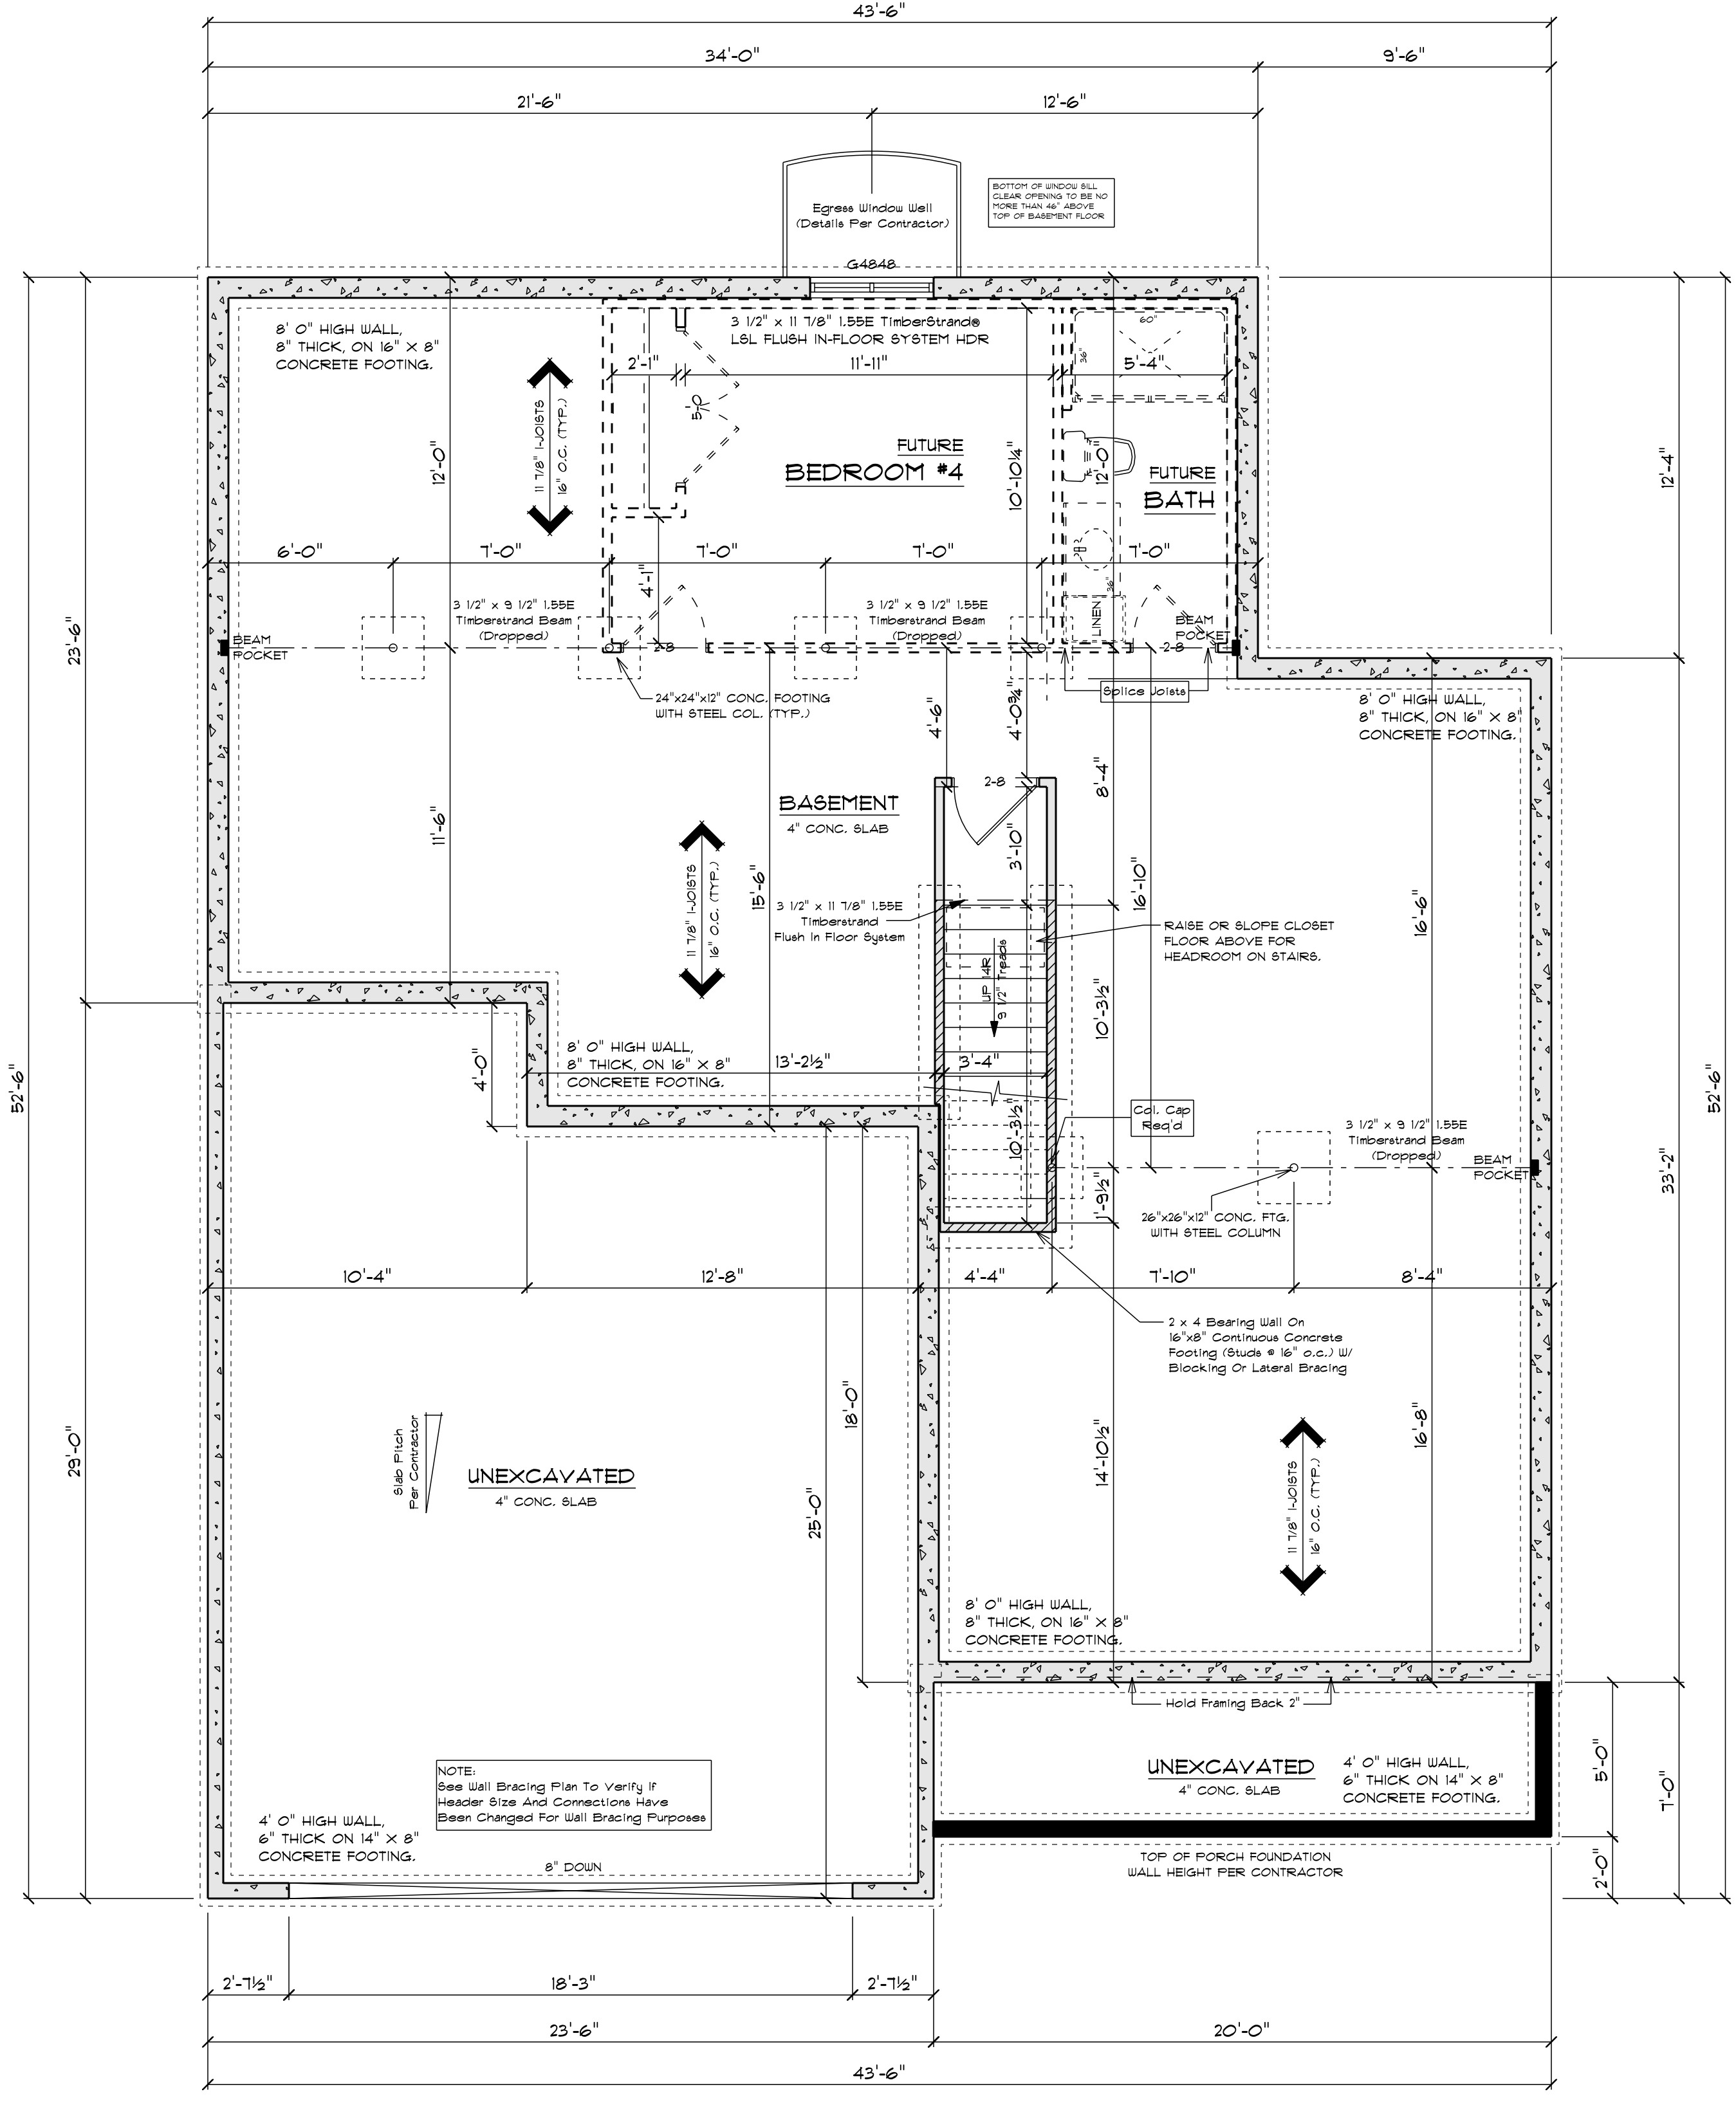 43'-6"
34'-0"
9'-6"
21'-6"
12'-6"
Egress Window Well
(Details Per Contractor)
BOTTOM OF WINDOW SILL
CLEAR OPENING TO BE NO
MORE THAN 46" ABOVE
TOP OF BASEMENT FLOOR
G4848
8' 0" HIGH WALL,
8" THICK, ON 16" X 8"
CONCRETE FOOTING.
3 1/2" x 11 7/8" 1.55E TimberStrand®
LSL FLUSH IN-FLOOR SYSTEM HDR
60"
36"
2'-1"
11'-11"
5'-4"
5-0
11 7/8" I-JOISTS
16" O.C. (TYP.)
12'-0"
10'-10¼"
12'-0"
12'-4"
FUTURE
BEDROOM #4
FUTURE
BATH
6'-0"
7'-0"
7'-0"
7'-0"
7'-0"
4'-1"
36"
LINEN
3 1/2" x 9 1/2" 1.55E
Timberstrand Beam
(Dropped)
3 1/2" x 9 1/2" 1.55E
Timberstrand Beam
(Dropped)
BEAM
POCKET
BEAM
POCKET
2-8
2-8
23'-6"
24"x24"x12" CONC. FOOTING
WITH STEEL COL. (TYP.)
Splice Joists
8' 0" HIGH WALL,
8" THICK, ON 16" X 8"
CONCRETE FOOTING.
4'-6"
4'-0¾"
8'-4"
2-8
BASEMENT
4" CONC. SLAB
11'-6"
3'-10"
15'-6"
16'-10"
16'-6"
11 7/8" I-JOISTS
16" O.C. (TYP.)
3 1/2" x 11 7/8" 1.55E
Timberstrand
Flush In Floor System
RAISE OR SLOPE CLOSET
FLOOR ABOVE FOR
HEADROOM ON STAIRS.
UP 14R
9 1/2" Treads
10'-3½"
8' 0" HIGH WALL,
8" THICK, ON 16" X 8"
CONCRETE FOOTING.
4'-0"
13'-2½"
3'-4"
52'-6"
52'-6"
10'-3½"
Col. Cap
Req'd
3 1/2" x 9 1/2" 1.55E
Timberstrand Beam
(Dropped)
BEAM
POCKET
33'-2"
1'-9½"
26"x26"x12" CONC. FTG.
WITH STEEL COLUMN
10'-4"
12'-8"
4'-4"
7'-10"
8'-4"
2 x 4 Bearing Wall On
16"x8" Continuous Concrete
Footing (Studs @ 16" o.c.) W/
Blocking Or Lateral Bracing
18'-0"
14'-10½"
16'-8"
29'-0"
Slab Pitch
Per Contractor
UNEXCAVATED
4" CONC. SLAB
25'-0"
11 7/8" I-JOISTS
16" O.C. (TYP.)
8' 0" HIGH WALL,
8" THICK, ON 16" X 8"
CONCRETE FOOTING.
Hold Framing Back 2"
UNEXCAVATED
4" CONC. SLAB
4' 0" HIGH WALL,
6" THICK ON 14" X 8"
CONCRETE FOOTING.
5'-0"
7'-0"
2'-0"
NOTE:
See Wall Bracing Plan To Verify If
Header Size And Connections Have
Been Changed For Wall Bracing Purposes
4' 0" HIGH WALL,
6" THICK ON 14" X 8"
CONCRETE FOOTING.
8" DOWN
TOP OF PORCH FOUNDATION
WALL HEIGHT PER CONTRACTOR
2'-7½"
18'-3"
2'-7½"
23'-6"
20'-0"
43'-6"